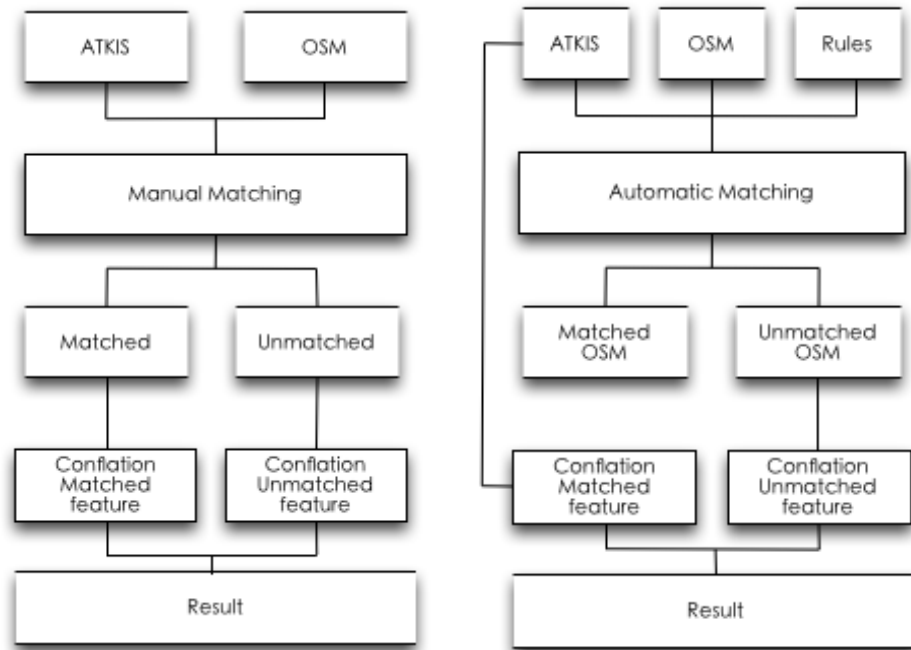 ATKIS
OSM
Manual Matching
Matched
Unmatched
Conflation
Matched
feature
Conflation
Unmatched
feature
Result
ATKIS
OSM
Rules
Automatic Matching
Matched
OSM
Unmatched
OSM
Conflation
Matched
feature
Conflation
Unmatched
feature
Result